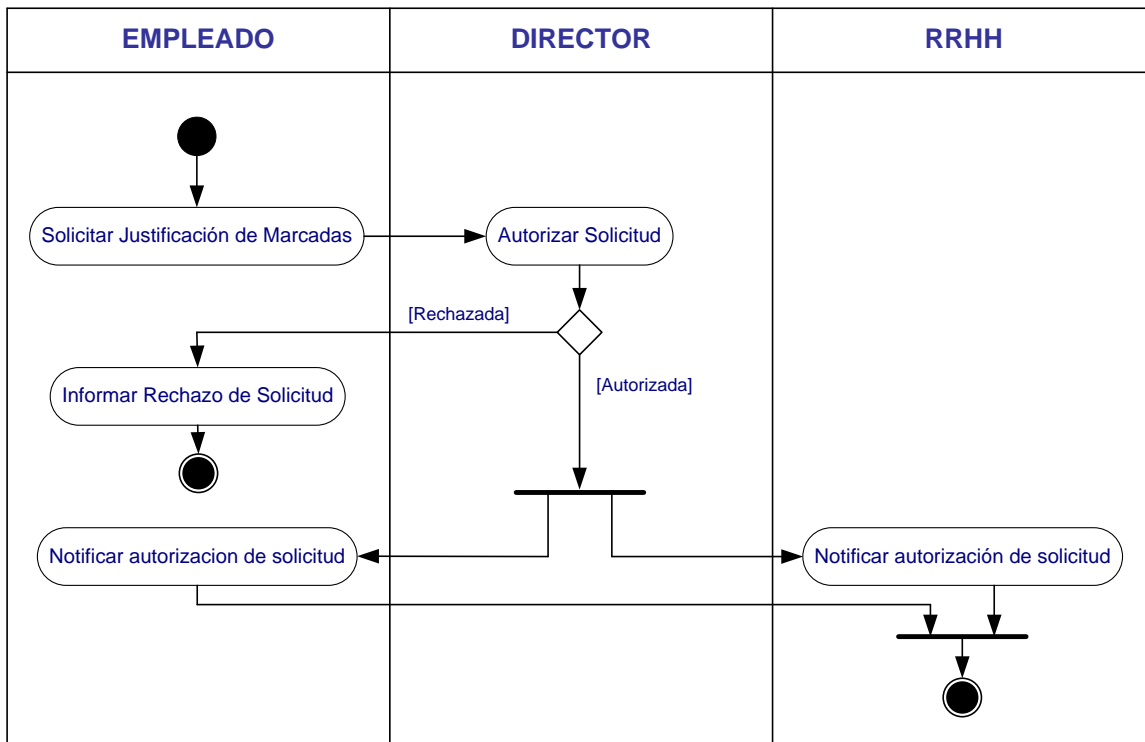 EMPLEADO
DIRECTOR
RRHH
Solicitar Justificación de Marcadas
Autorizar Solicitud
[Rechazada]
Informar Rechazo de Solicitud
[Autorizada]
Notificar autorizacion de solicitud
Notificar autorización de solicitud